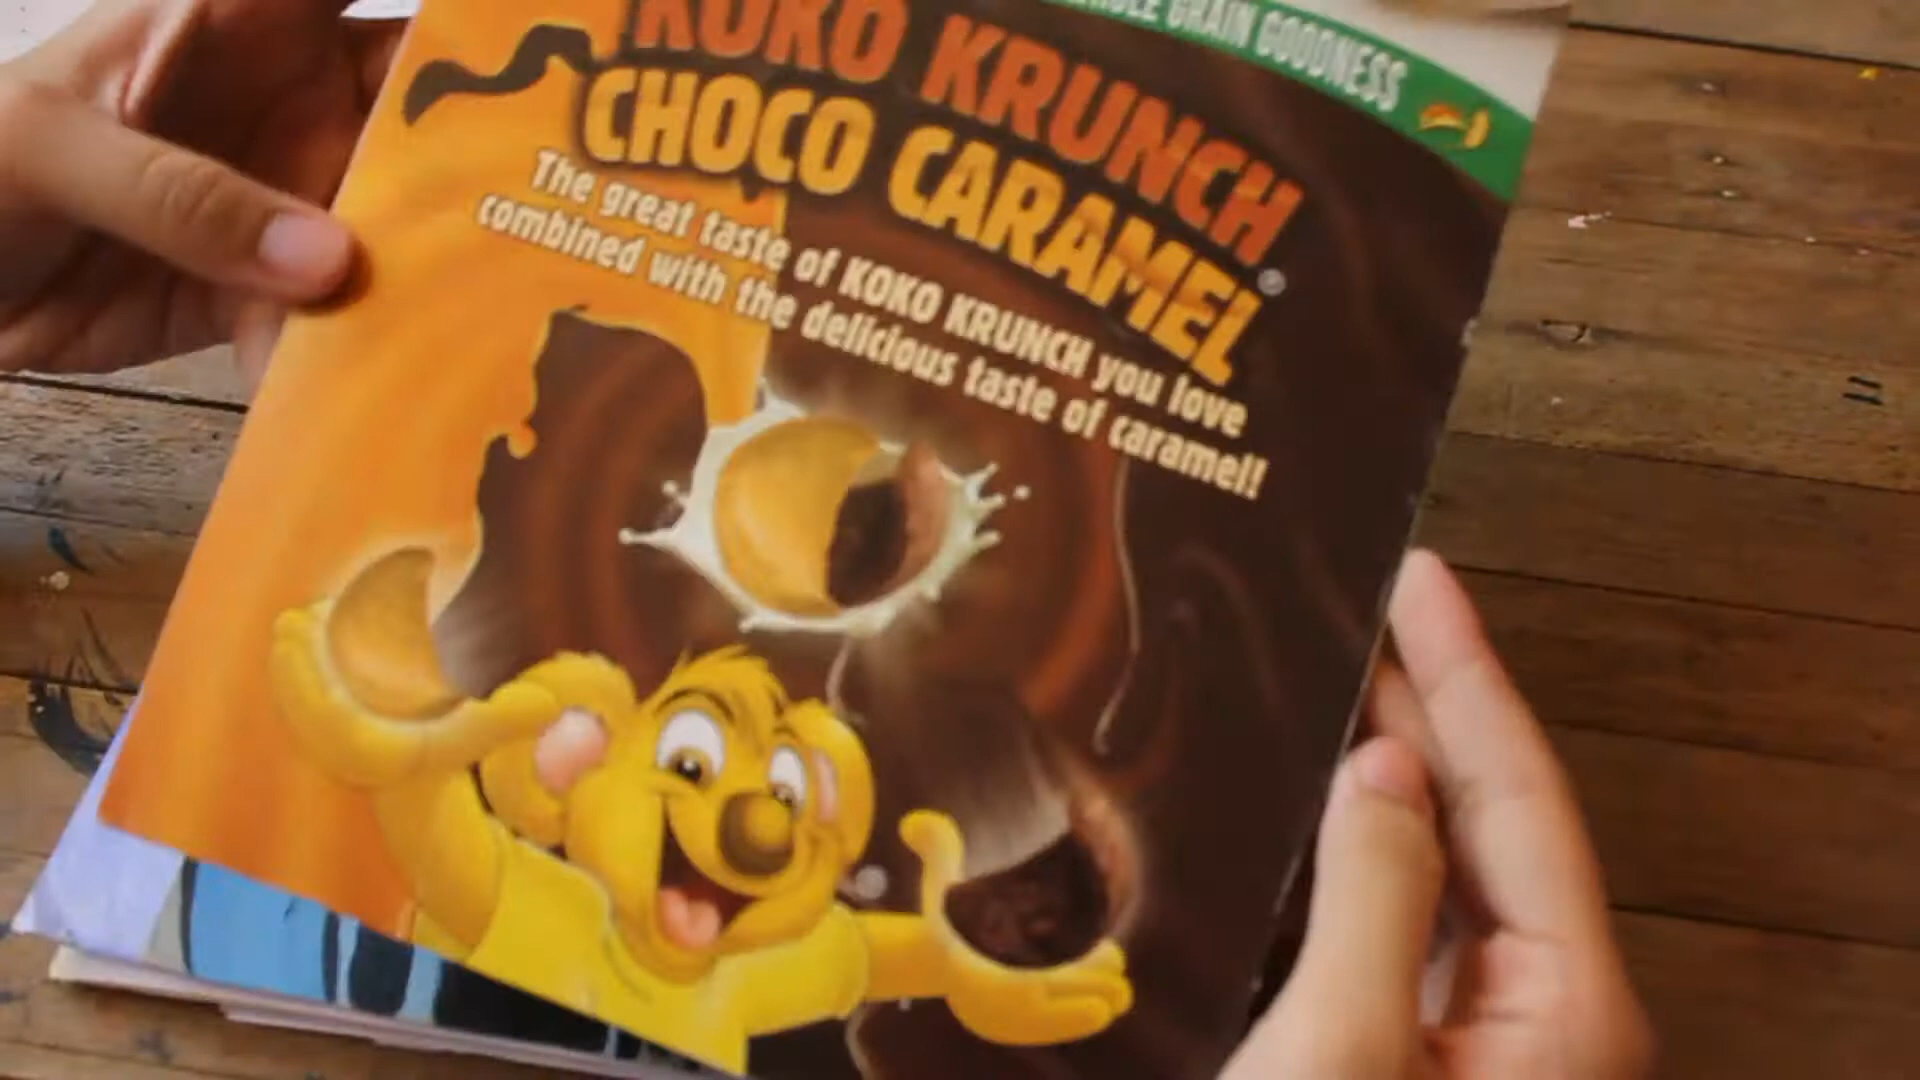 GRAIN GOODNESS
KOKO KRUNCH
CHOCO CARAMEL®
The great taste of KOKO KRUNCH you love
combined with the delicious taste of caramel!